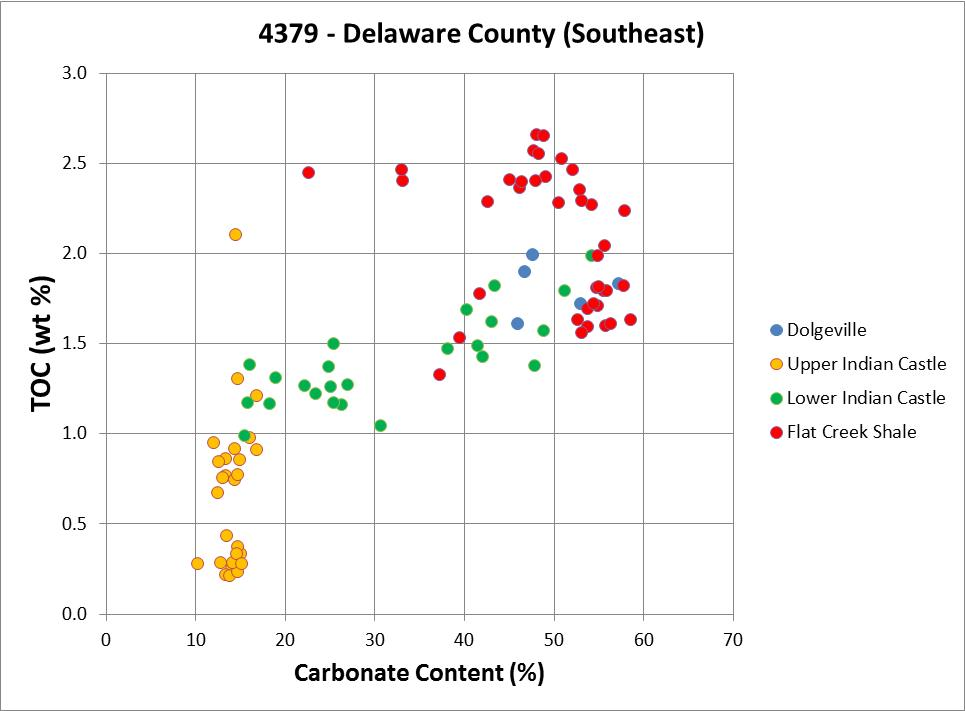 4379 - Delaware County (Southeast)
3.0
2.5
2.0
1.5
1.0
0.5
0.0
TOC (wt %)
0 10 20 30 40 50 60 70
Carbonate Content (%)
Dolgeville
Upper Indian Castle
Lower Indian Castle
Flat Creek Shale